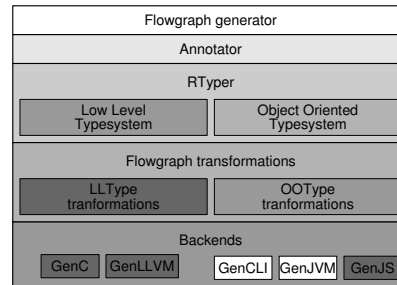 Flowgraph generator
Annotator
RTyper
Low Level Object Oriented
Typesystem Typesystem
Flowgraph transformations
LLType OOType
tranformations tranformations
Backends
GenC GenLLVM GenCLI GenJVM GenJS